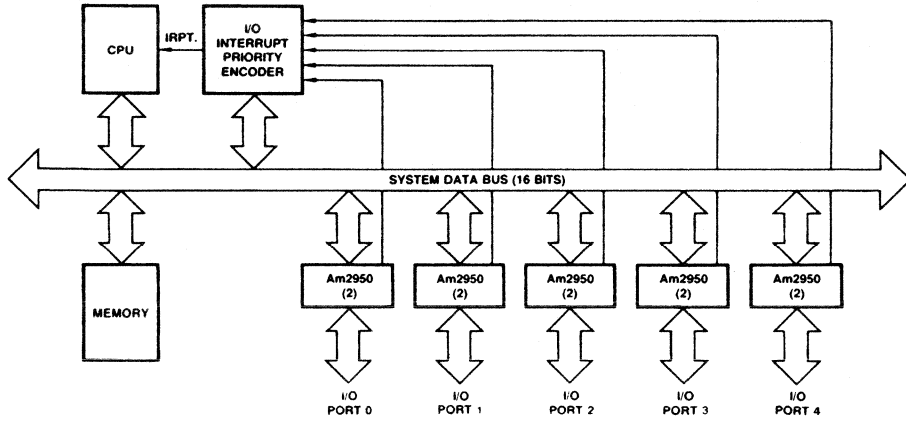 CPU
IRPT.
I/O
INTERRUPT
PRIORITY
ENCODER
SYSTEM DATA BUS (16 BITS)
MEMORY
Am2950
(2)
Am2950
(2)
Am2950
(2)
Am2950
(2)
Am2950
(2)
I/O
PORT 0
I/O
PORT 1
I/O
PORT 2
I/O
PORT 3
I/O
PORT 4